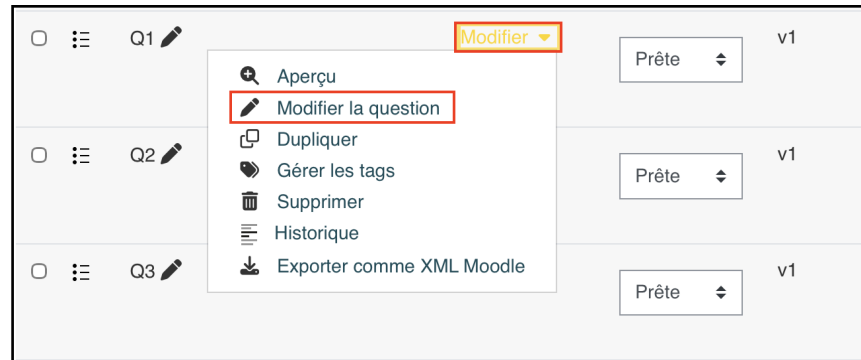 Q1 Modifier Prête v1
Aperçu
Modifier la question
Dupliquer
Q2 Prête v1
Gérer les tags
Supprimer
Historique
Exporter comme XML Moodle
Q3 Prête v1